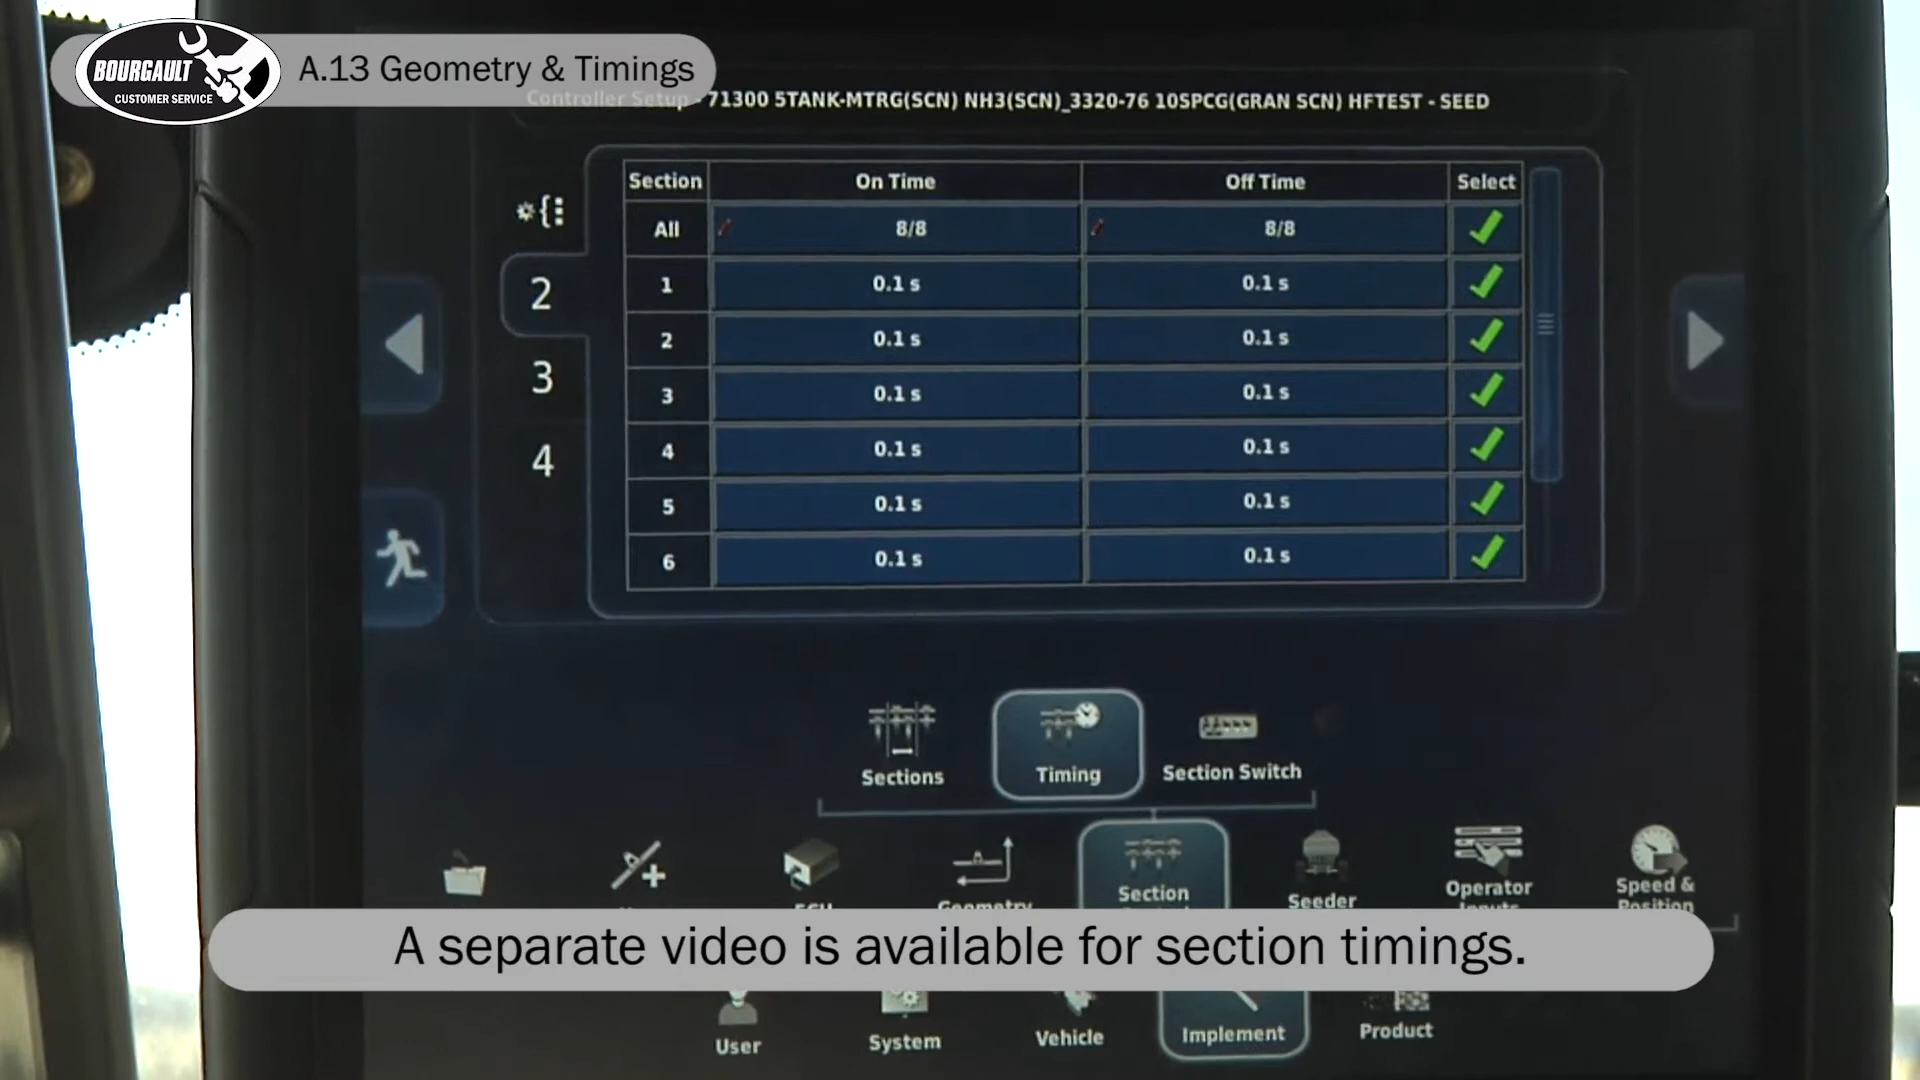 BOURGAULT
CUSTOMER SERVICE
A.13 Geometry & Timings
Controller Setup - 71300 5TANK-MTRG(SCN) NH3(SCN)_3320-76 10SPCG(GRAN SCN) HFTEST - SEED
Section On Time Off Time Select
All 8/8 8/8
1 0.1 s 0.1 s
2 0.1 s 0.1 s
3 0.1 s 0.1 s
4 0.1 s 0.1 s
5 0.1 s 0.1 s
6 0.1 s 0.1 s
2
3
4
Sections Timing Section Switch
Geometry Section Seeder Operator Inputs Speed & Position
A separate video is available for section timings.
User System Vehicle Implement Product